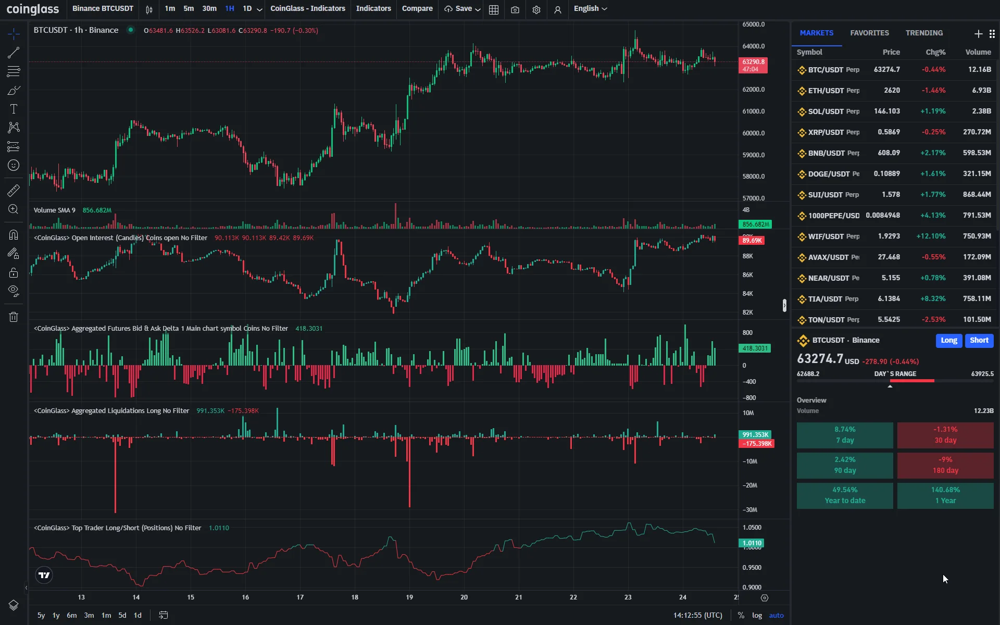 coinglass Binance BTCUSDT 1m 5m 30m 1H 1D CoinGlass - Indicators Indicators Compare Save English
BTCUSDT · 1h · Binance O63481.6 H63526.2 L63081.6 C63290.8 −190.7 (−0.30%)
65000.0
64000.0
63290.8
47:04
62000.0
61000.0
60000.0
59000.0
58000.0
57000.0
Volume SMA 9 856.682M
4B
856.682M
<CoinGlass> Open Interest (Candles) Coins open No Filter 90.113K 90.113K 89.42K 89.69K
89.69K
88K
86K
84K
82K
<CoinGlass> Aggregated Futures Bid & Ask Delta 1 Main chart symbol Coins No Filter 418.3031
800
418.3031
0
−400
−800
<CoinGlass> Aggregated Liquidations Long No Filter 991.353K −175.398K
10M
991.353K
−175.398K
−10M
−20M
−30M
<CoinGlass> Top Trader Long/Short (Positions) No Filter 1.0110
1.0500
1.0110
1.0000
0.9500
0.9000
13 14 15 16 17 18 19 20 21 22 23 24
5y 1y 6m 3m 1m 5d 1d 14:12:55 (UTC) % log auto
MARKETS FAVORITES TRENDING
Symbol Price Chg% Volume
BTC/USDT Perp 63274.7 -0.44% 12.16B
ETH/USDT Perp 2620 -1.46% 6.93B
SOL/USDT Perp 146.103 +1.19% 2.38B
XRP/USDT Perp 0.5869 -0.25% 270.72M
BNB/USDT Perp 608.09 +2.17% 598.53M
DOGE/USDT Pe 0.10889 +1.61% 321.15M
SUI/USDT Perp 1.578 +1.77% 868.44M
1000PEPE/USD 0.0084948 +4.13% 791.53M
WIF/USDT Perp 1.9293 +12.10% 750.93M
AVAX/USDT Pe 27.468 -0.55% 172.09M
NEAR/USDT Pe 5.155 +0.78% 391.08M
TIA/USDT Perp 6.1384 +8.32% 758.11M
TON/USDT Perp 5.5425 -2.53% 101.50M
BTCUSDT · Binance Long Short
63274.7 USD -278.90 (-0.44%)
62688.2 DAY`S RANGE 63925.5
Overview
Volume 12.23B
8.74% -1.31%
7 day 30 day
2.42% -9%
90 day 180 day
49.54% 140.68%
Year to date 1 Year